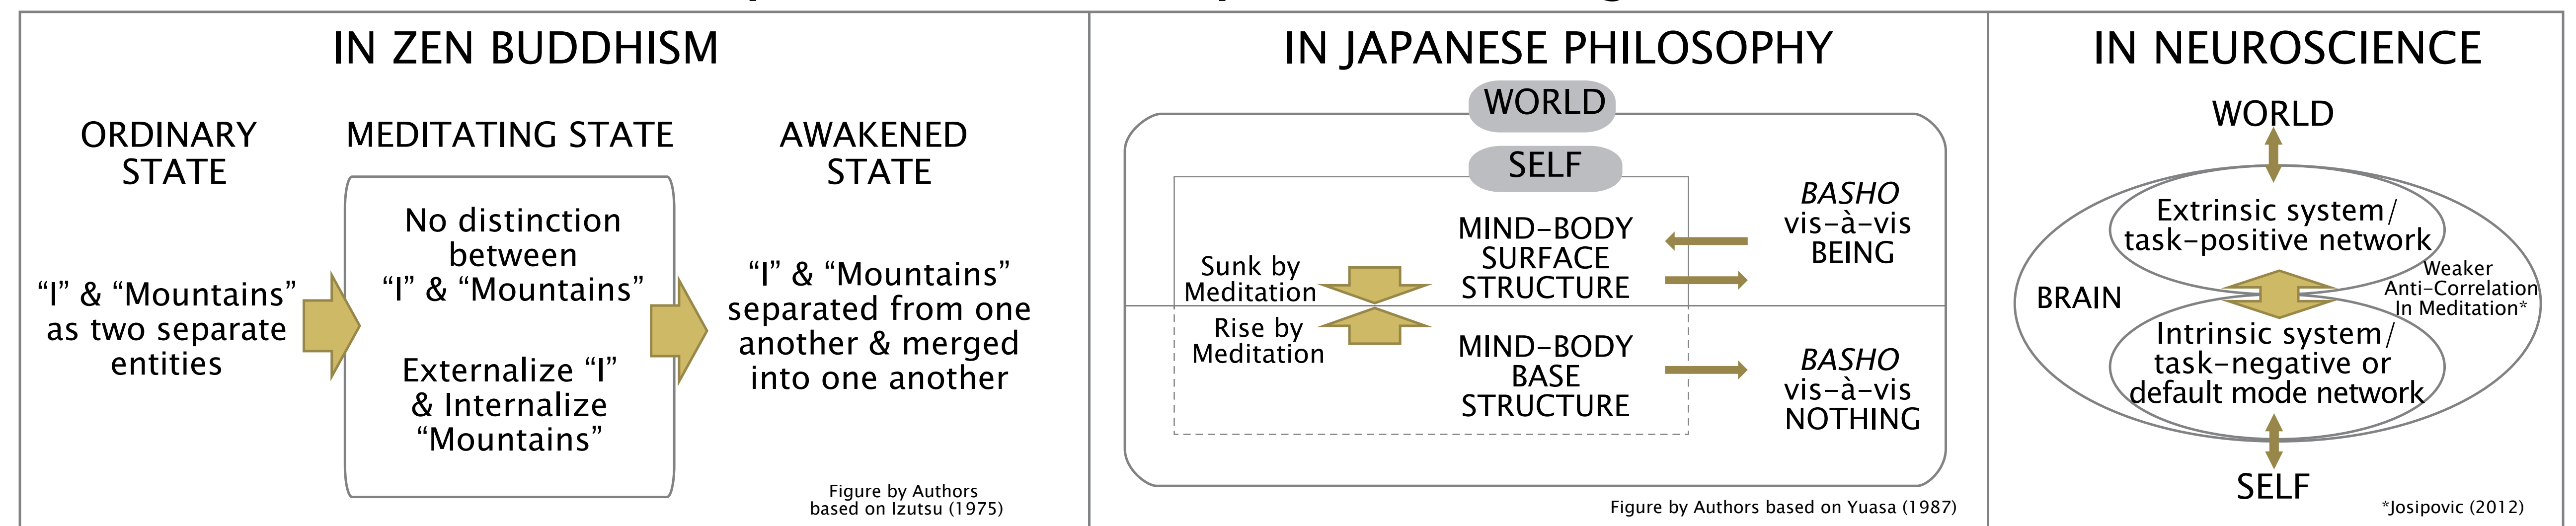 IN ZEN BUDDHISM
ORDINARY
STATE
MEDITATING STATE
AWAKENED
STATE
“I” & “Mountains”
as two separate
entities
No distinction
between
“I” & “Mountains”
Externalize “I”
& Internalize
“Mountains”
“I” & “Mountains”
separated from one
another & merged
into one another
Figure by Authors
based on Izutsu (1975)
IN JAPANESE PHILOSOPHY
WORLD
SELF
Sunk by
Meditation
Rise by
Meditation
MIND-BODY
SURFACE
STRUCTURE
MIND-BODY
BASE
STRUCTURE
BASHO
vis-à-vis
BEING
BASHO
vis-à-vis
NOTHING
Figure by Authors based on Yuasa (1987)
IN NEUROSCIENCE
WORLD
Extrinsic system/
task-positive network
BRAIN
Weaker
Anti-Correlation
In Meditation*
Intrinsic system/
task-negative or
default mode network
SELF
*Josipovic (2012)